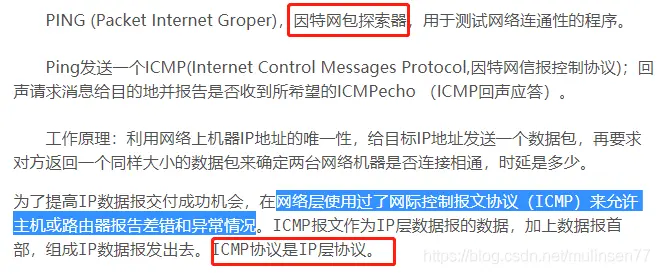 PING (Packet Internet Groper)，因特网包探索器，用于测试网络连通性的程序。
Ping发送一个ICMP(Internet Control Messages Protocol,因特网信报控制协议)；回
声请求消息给目的地并报告是否收到所希望的ICMPecho （ICMP回声应答）。
工作原理：利用网络上机器IP地址的唯一性，给目标IP地址发送一个数据包，再要求
对方返回一个同样大小的数据包来确定两台网络机器是否连接相通，时延是多少。
为了提高IP数据报交付成功机会，在网络层使用过了网际控制报文协议（ICMP）来允许
主机或路由器报告差错和异常情况。ICMP报文作为IP层数据报的数据，加上数据报首
部，组成IP数据报发出去。ICMP协议是IP层协议。
https://blog.csdn.net/mulinsen77